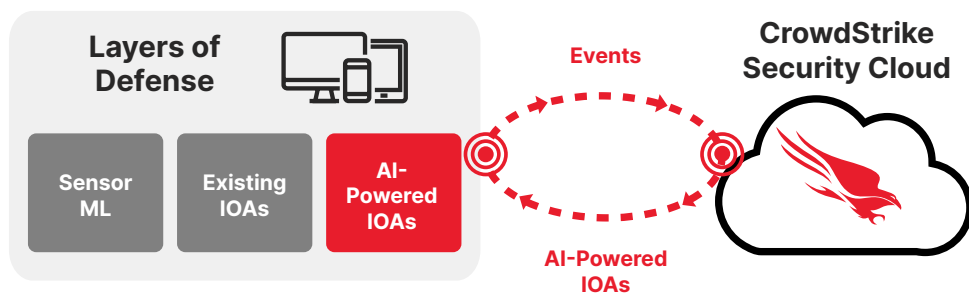 Layers of
Defense
Sensor
ML
Existing
IOAs
AI-
Powered
IOAs
Events
AI-Powered
IOAs
CrowdStrike
Security Cloud